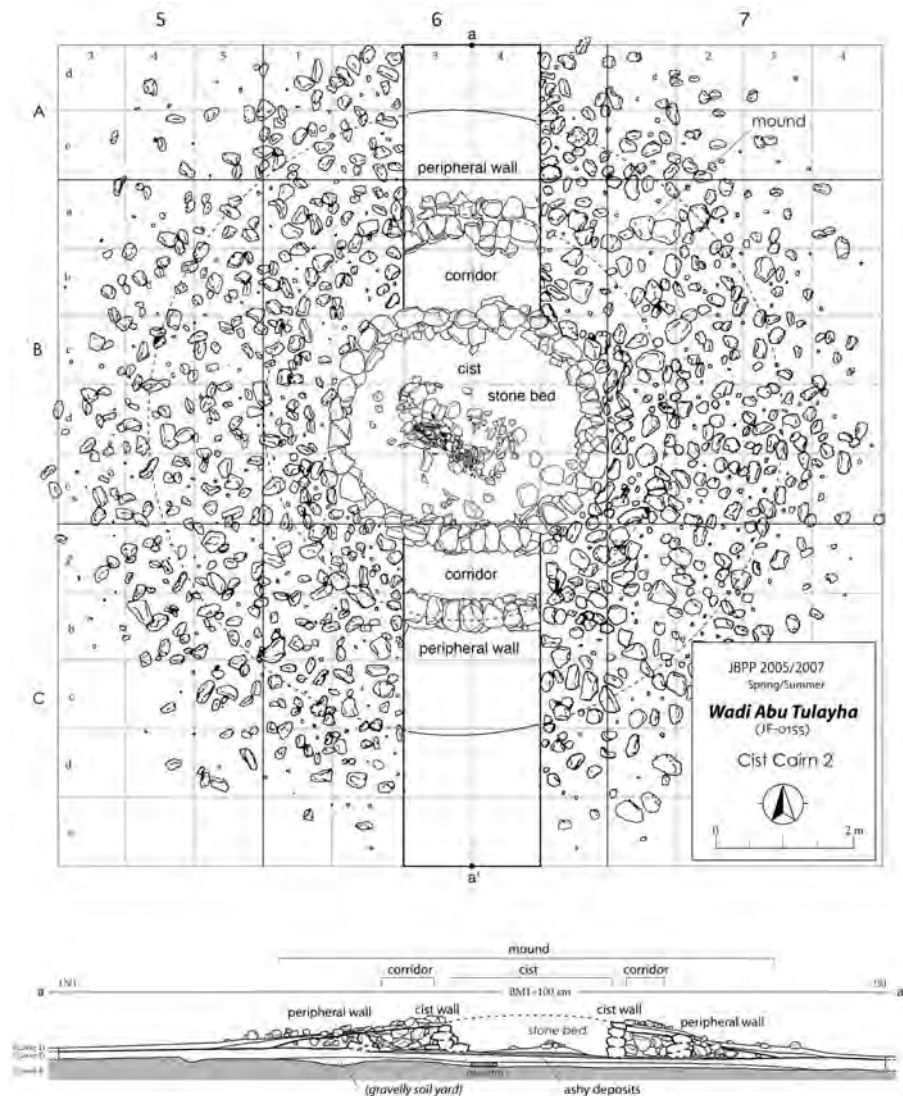 5 6 7
a
3 4 5 1 3 4 2 3 4
d
A
mound
c
peripheral wall
a
b
corridor
B
c
cist
stone bed
d
corridor
B
peripheral wall
JBPP 2005/2007
Spring/Summer
Wadi Abu Tulayha
(JF-0155)
C
c
Cist Cairn 2
d
0 2 m
a'
mound
corridor cist corridor
a (N) (S) a'
BM1=100 cm
peripheral wall cist wall cist wall peripheral wall
stone bed
(gravelly soil yard) ashy deposits